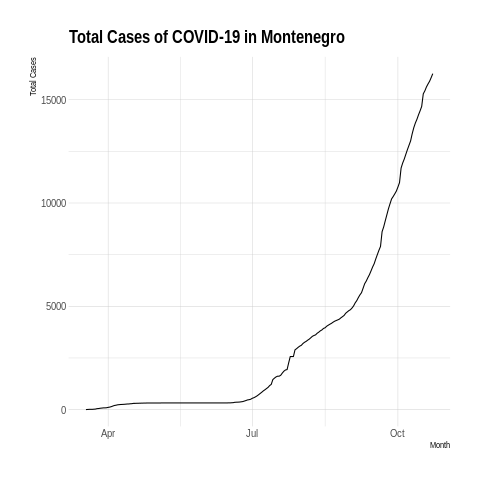 Total Cases of COVID-19 in Montenegro
Total Cases
15000
10000
5000
0
Apr Jul Oct
Month